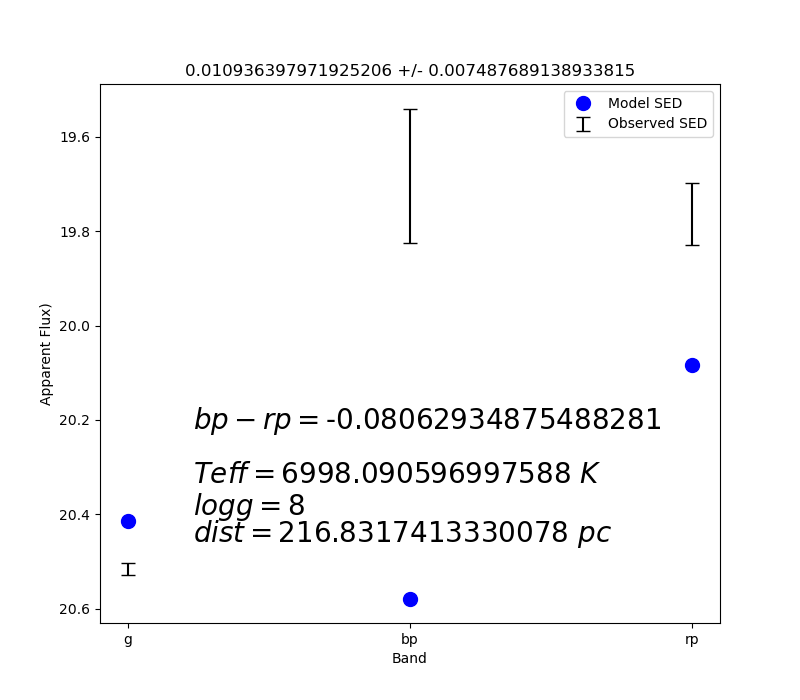 0.010936397971925206 +/- 0.007487689138933815
Model SED
Observed SED
19.6
19.8
20.0
20.2
20.4
20.6
Apparent Flux)
bp − rp = -0.08062934875488281
Teff = 6998.090596997588 K
logg = 8
dist = 216.8317413330078 pc
g
bp
rp
Band